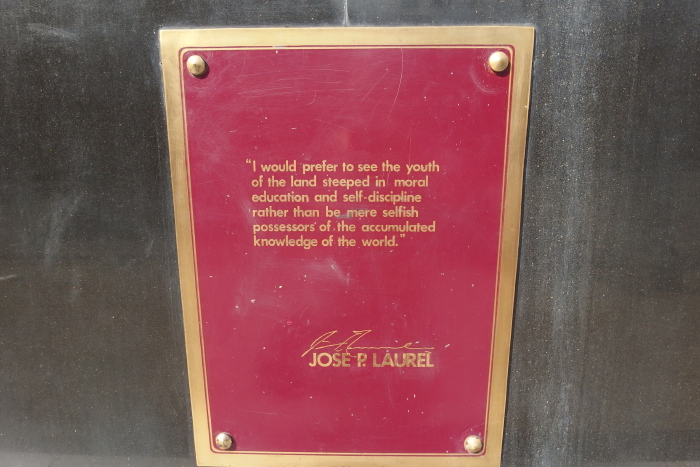 "I would prefer to see the youth
of the land steeped in moral
education and self-discipline
rather than be mere selfish
possessors of the accumulated
knowledge of the world."
JOSE P. LAUREL